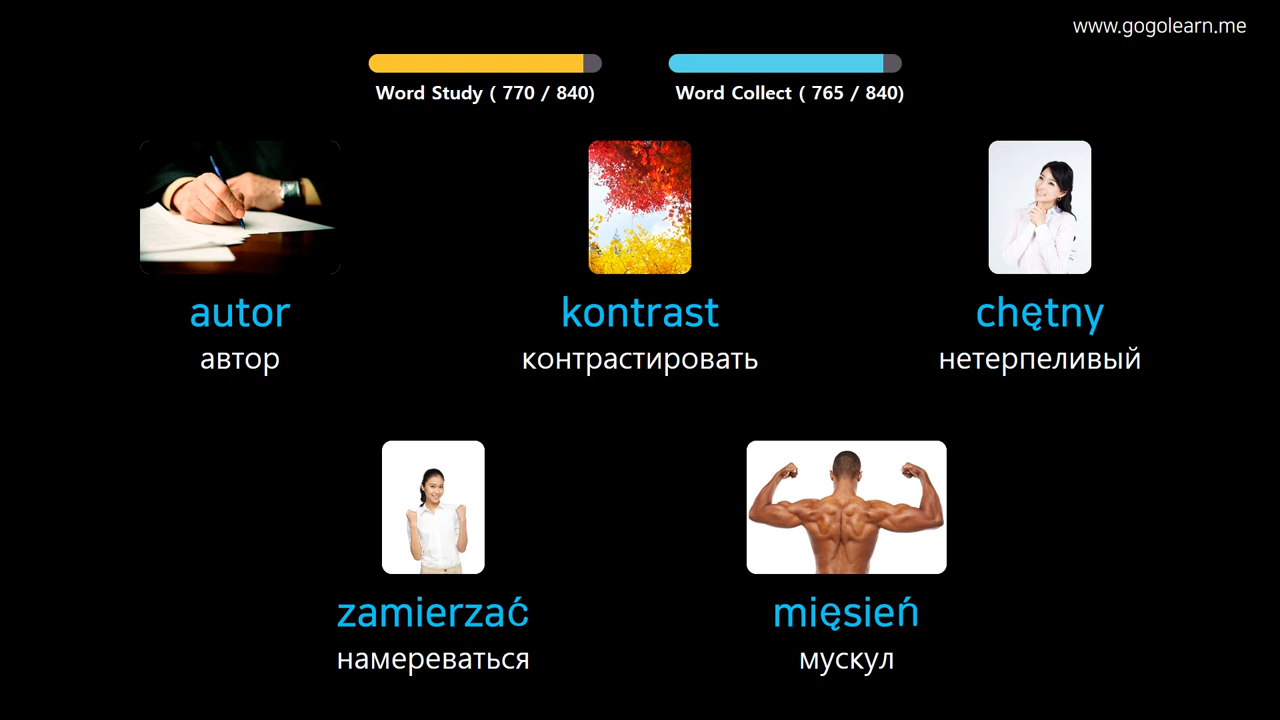 www.gogolearn.me
Word Study ( 770 / 840)
Word Collect ( 765 / 840)
autor
автор
kontrast
контрастировать
chętny
нетерпеливый
zamierzać
намереваться
mięsień
мускул